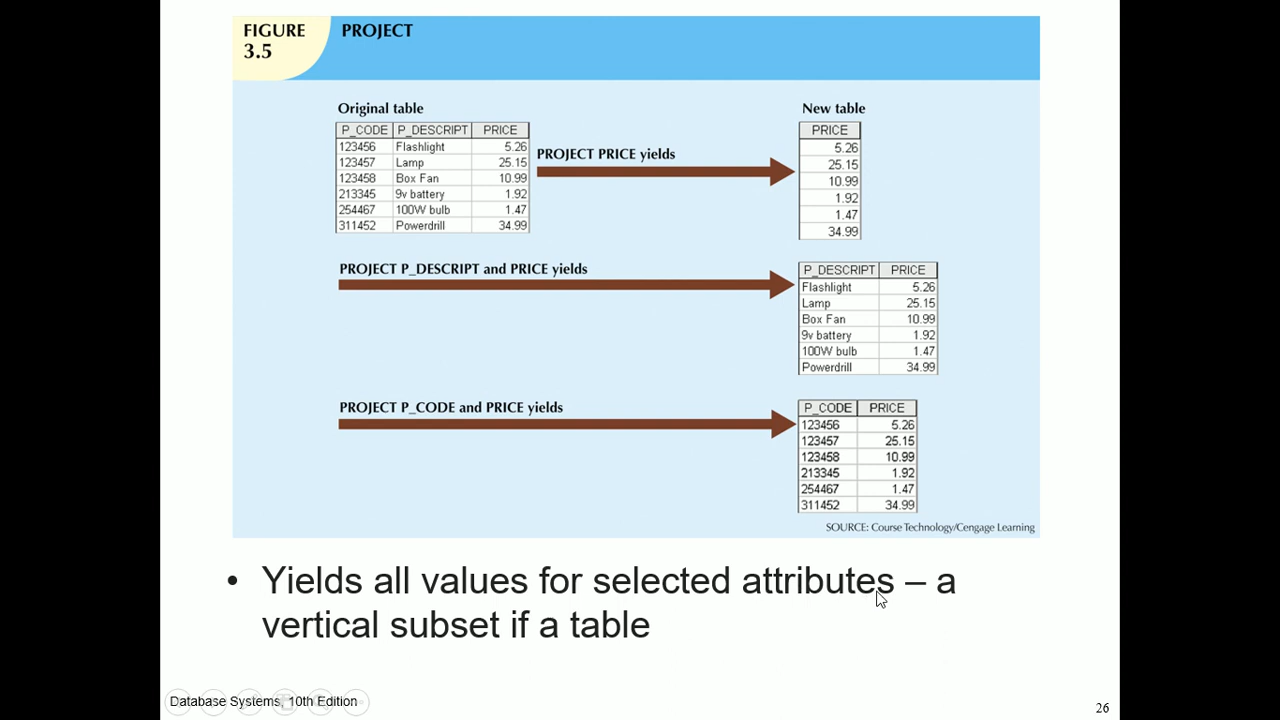 FIGURE
3.5
PROJECT
Original table
P_CODE P_DESCRIPT PRICE
123456 Flashlight 5.26
123457 Lamp 25.15
123458 Box Fan 10.99
213345 9v battery 1.92
254467 100W bulb 1.47
311452 Powerdrill 34.99
PROJECT PRICE yields
New table
PRICE
5.26
25.15
10.99
1.92
1.47
34.99
PROJECT P_DESCRIPT and PRICE yields
P_DESCRIPT PRICE
Flashlight 5.26
Lamp 25.15
Box Fan 10.99
9v battery 1.92
100W bulb 1.47
Powerdrill 34.99
PROJECT P_CODE and PRICE yields
P_CODE PRICE
123456 5.26
123457 25.15
123458 10.99
213345 1.92
254467 1.47
311452 34.99
SOURCE: Course Technology/Cengage Learning
• Yields all values for selected attributes – a
vertical subset if a table
Database Systems, 10th Edition
26